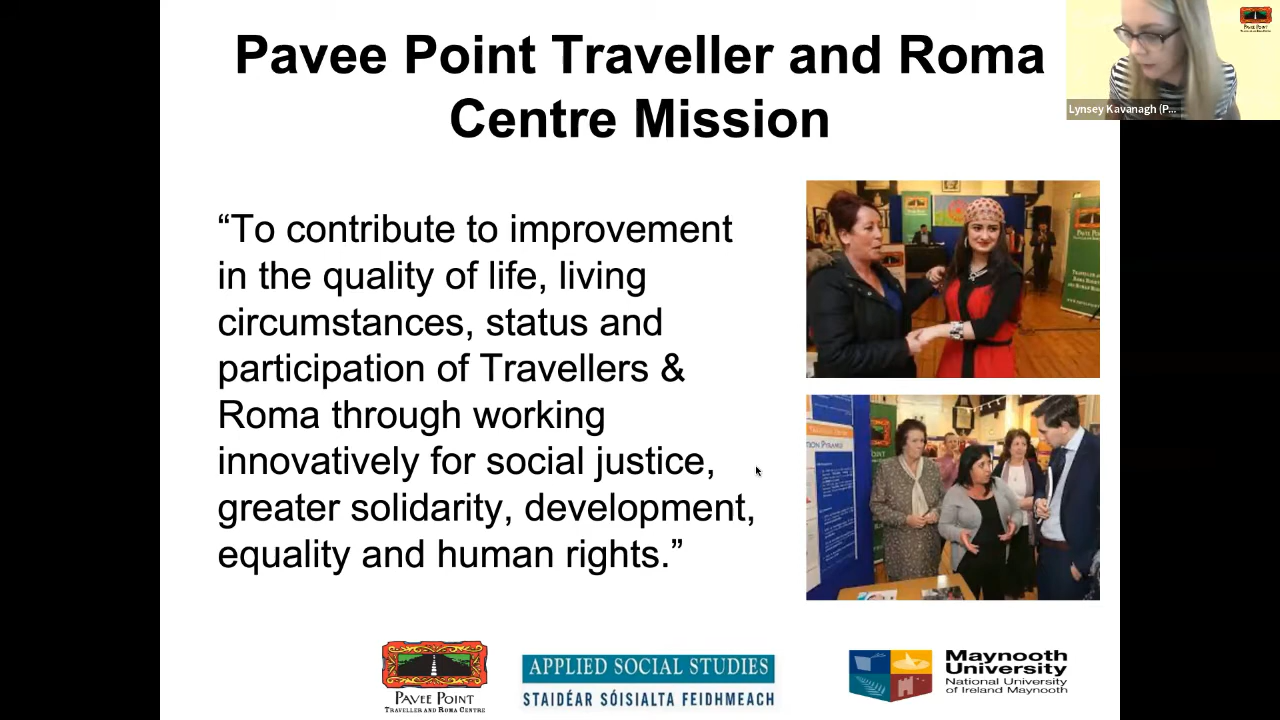 Pavee Point Traveller and Roma
Centre Mission
Lynsey Kavanagh (P...
“To contribute to improvement
in the quality of life, living
circumstances, status and
participation of Travellers &
Roma through working
innovatively for social justice,
greater solidarity, development,
equality and human rights.”
PAVEE POINT
TRAVELLER AND ROMA CENTRE
APPLIED SOCIAL STUDIES
STAIDÉAR SÓISIALTA FEIDHMEACH
Maynooth
University
National University
of Ireland Maynooth